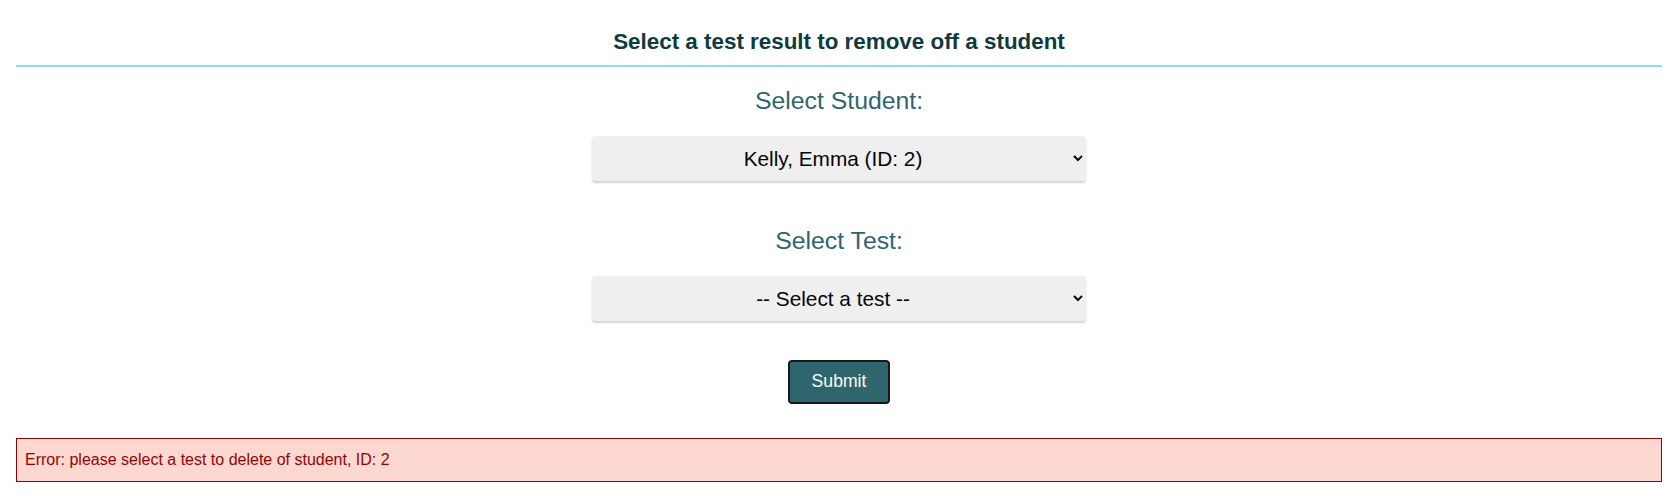 Select a test result to remove off a student
Select Student:
Kelly, Emma (ID: 2)
Select Test:
-- Select a test --
Submit
Error: please select a test to delete of student, ID: 2